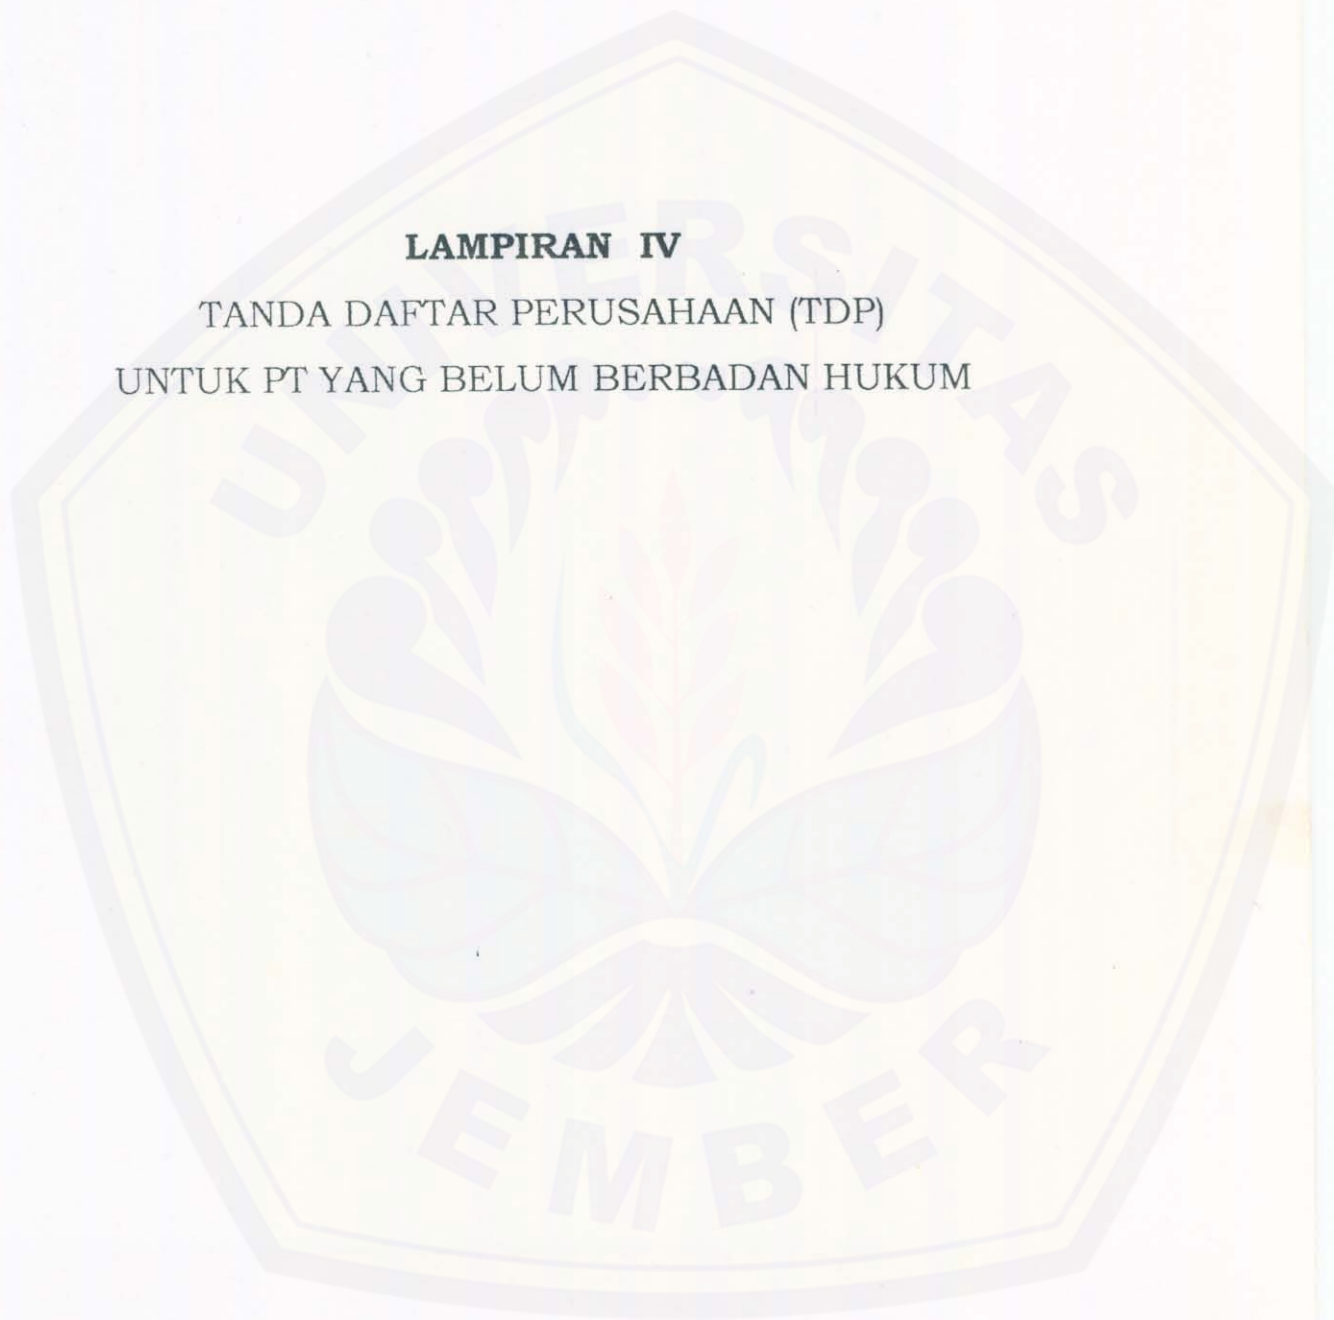 LAMPIRAN IV
TANDA DAFTAR PERUSAHAAN (TDP)
UNTUK PT YANG BELUM BERBADAN HUKUM
UNIVERSITAS
JEMBER